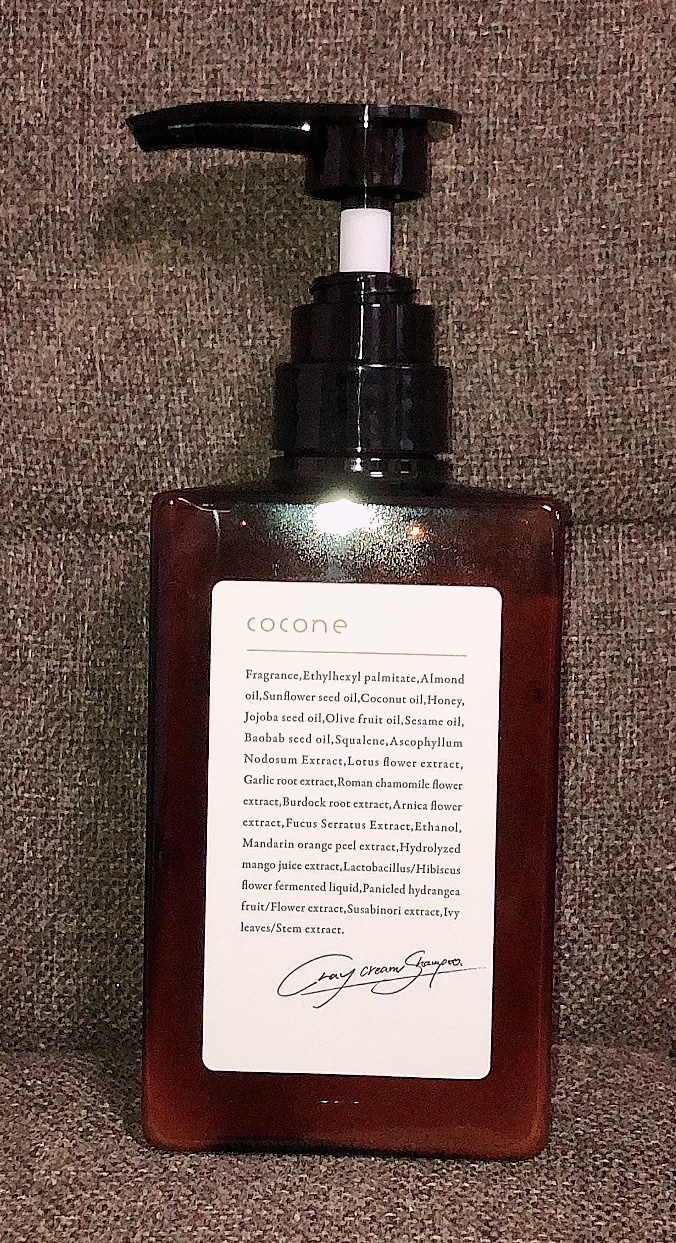 cocone
Fragrance,Ethylhexyl palmitate,Almond
oil,Sunflower seed oil,Coconut oil,Honey,
Jojoba seed oil,Olive fruit oil,Sesame oil,
Baobab seed oil,Squalene,Ascophyllum
Nodosum Extract,Lotus flower extract,
Garlic root extract,Roman chamomile flower
extract,Burdock root extract,Arnica flower
extract,Fucus Serratus Extract,Ethanol,
Mandarin orange peel extract,Hydrolyzed
mango juice extract,Lactobacillus/Hibiscus
flower fermented liquid,Panicled hydrangea
fruit/Flower extract,Susabinori extract,Ivy
leaves/Stem extract.
Cray cream Shampoo.